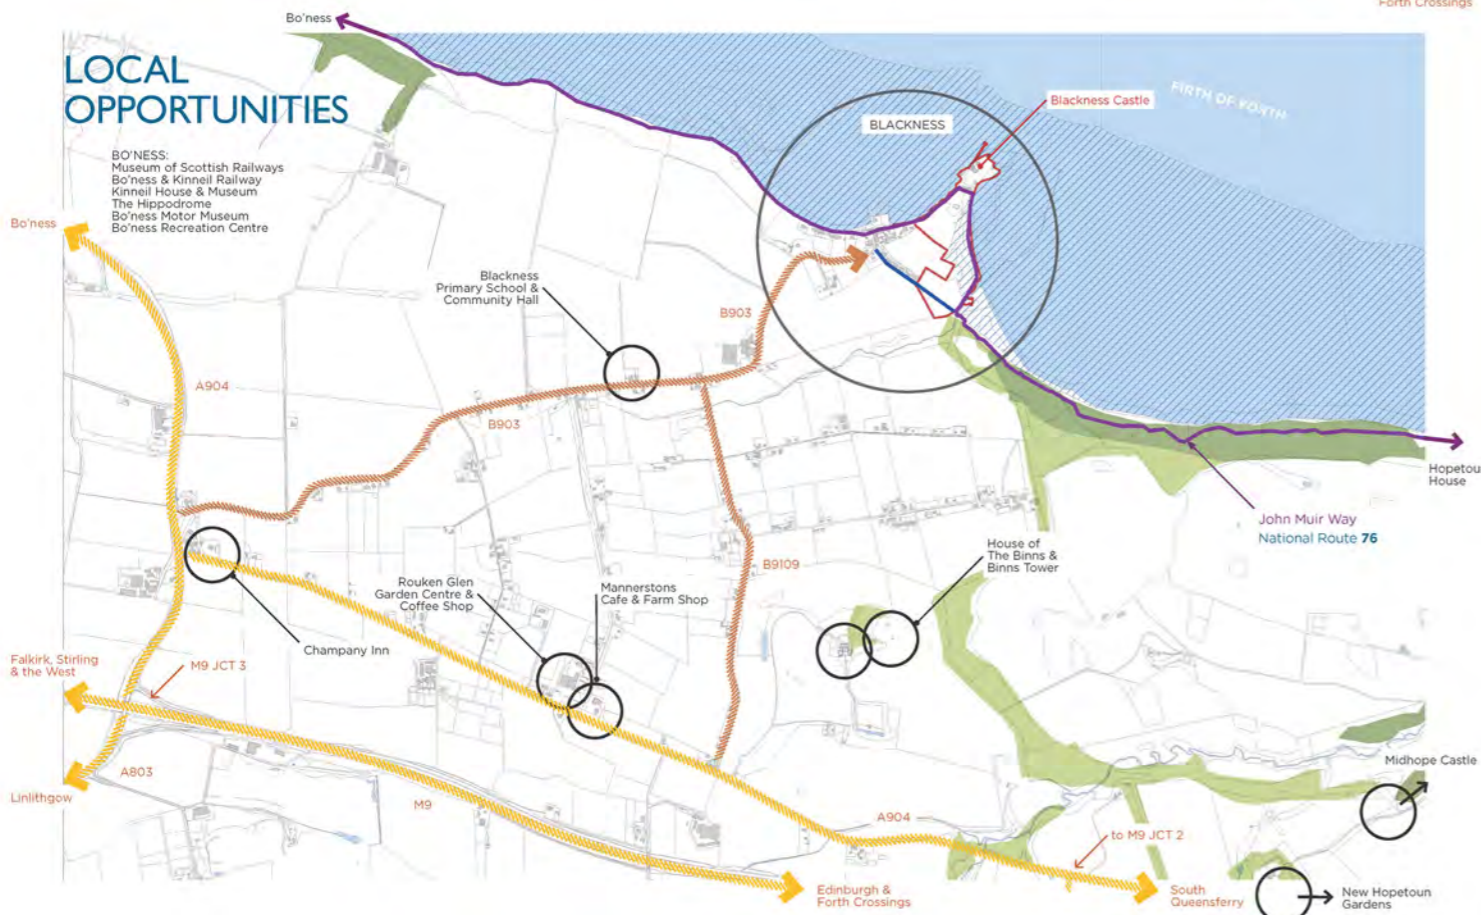 Forth Crossings
Bo'ness
LOCAL
OPPORTUNITIES
BO'NESS:
Museum of Scottish Railways
Bo'ness & Kinneil Railway
Kinneil House & Museum
The Hippodrome
Bo'ness Motor Museum
Bo'ness Recreation Centre
Blackness Castle
FIRTH OF FORTH
BLACKNESS
Bo'ness
Blackness
Primary School &
Community Hall
B903
A904
B903
Hopetou
House
John Muir Way
National Route 76
House of
The Binns &
Binns Tower
B9109
Rouken Glen
Garden Centre &
Coffee Shop
Mannerstons
Cafe & Farm Shop
Champany Inn
Falkirk, Stirling
& the West
M9 JCT 3
A803
Linlithgow
M9
Midhope Castle
A904
to M9 JCT 2
Edinburgh &
Forth Crossings
South
Queensferry
New Hopetoun
Gardens